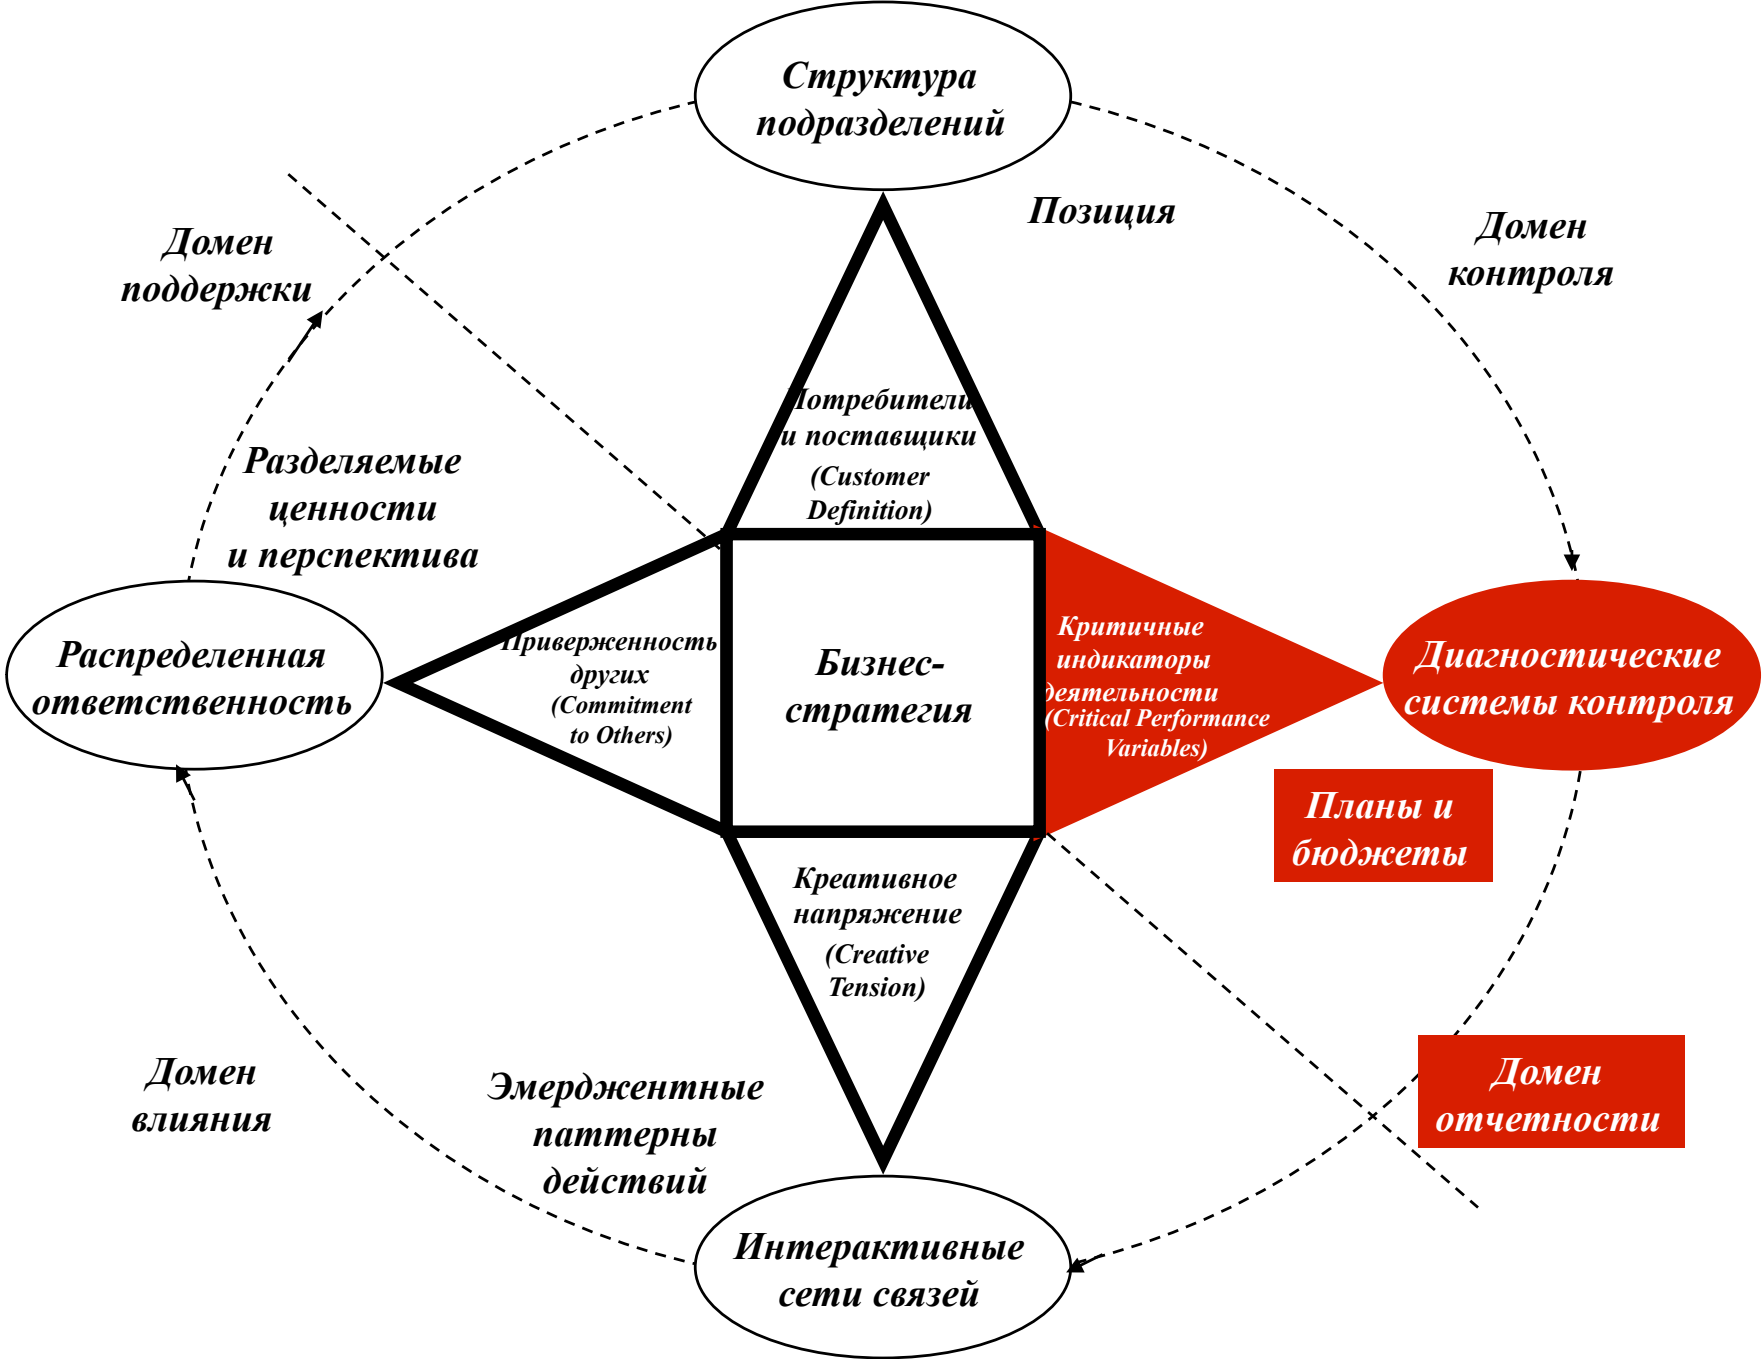 Структура
подразделений
Позиция
Домен
контроля
Домен
поддержки
Потребители
и поставщики
(Customer
Definition)
Разделяемые
ценности
и перспектива
Распределенная
ответственность
Приверженность
других
(Commitment
to Others)
Бизнес-
стратегия
Критичные
индикаторы
деятельности
(Critical Performance
Variables)
Диагностические
системы контроля
Планы и
бюджеты
Креативное
напряжение
(Creative
Tension)
Домен
отчетности
Домен
влияния
Эмерджентные
паттерны
действий
Интерактивные
сети связей